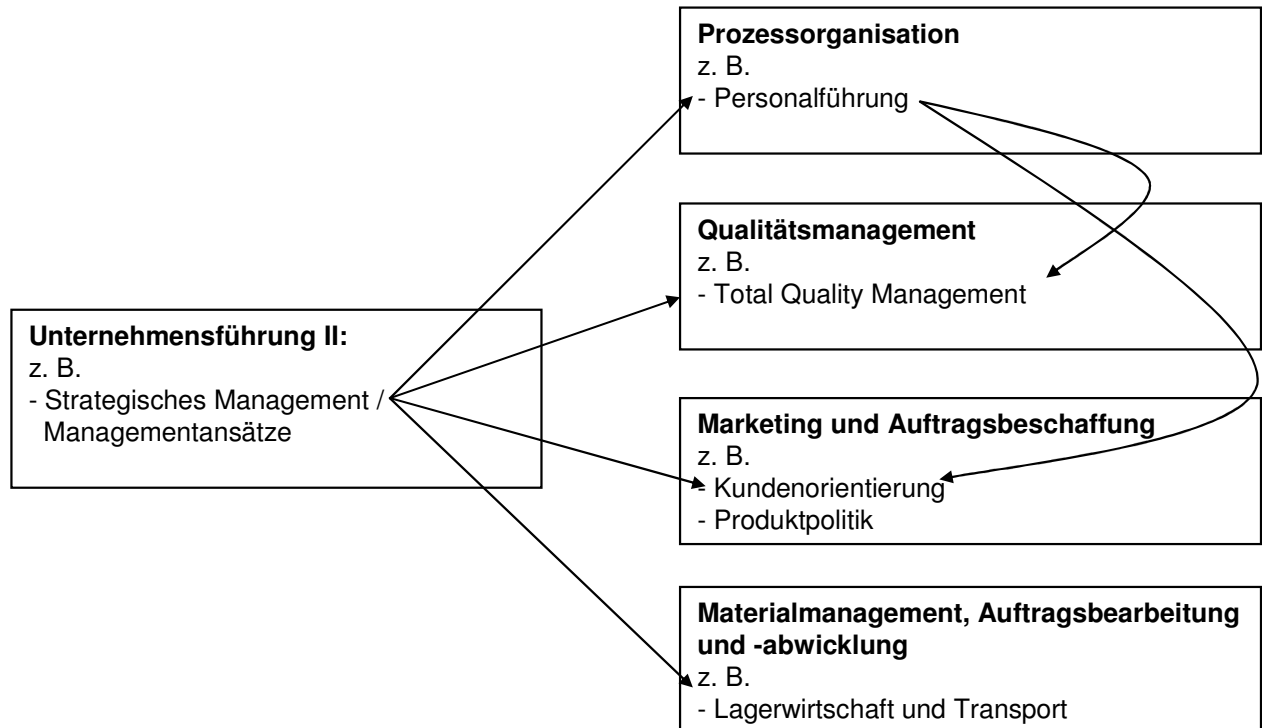 Prozessorganisation
z. B.
- Personalführung
Qualitätsmanagement
z. B.
- Total Quality Management
Unternehmensführung II:
z. B.
- Strategisches Management /
Managementansätze
Marketing und Auftragsbeschaffung
z. B.
- Kundenorientierung
- Produktpolitik
Materialmanagement, Auftragsbearbeitung
und -abwicklung
z. B.
- Lagerwirtschaft und Transport